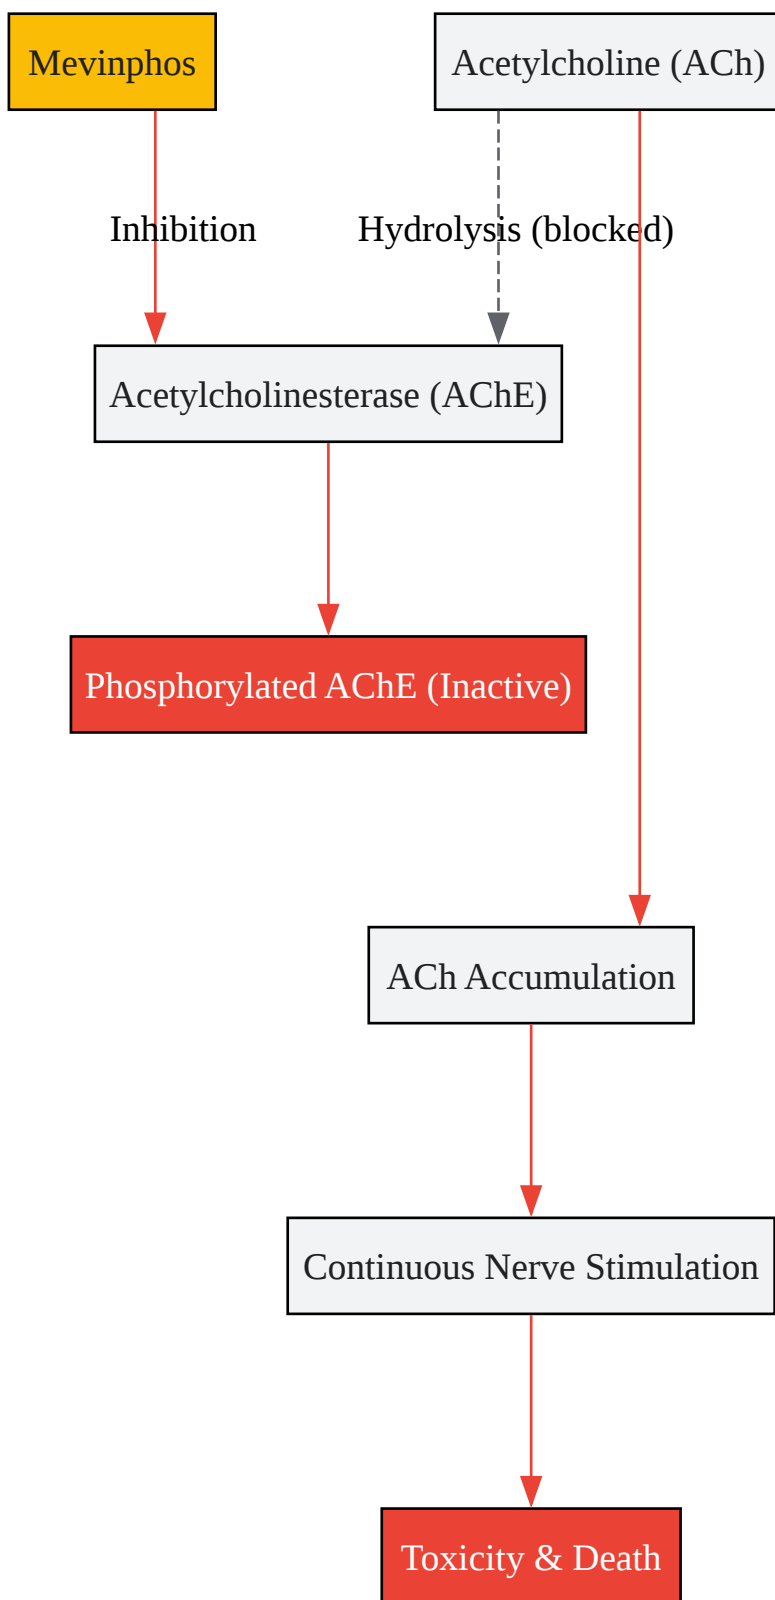 Mevinphos
Acetylcholine (ACh)
Inhibition
Hydrolysis (blocked)
Acetylcholinesterase (AChE)
Phosphorylated AChE (Inactive)
ACh Accumulation
Continuous Nerve Stimulation
Toxicity & Death